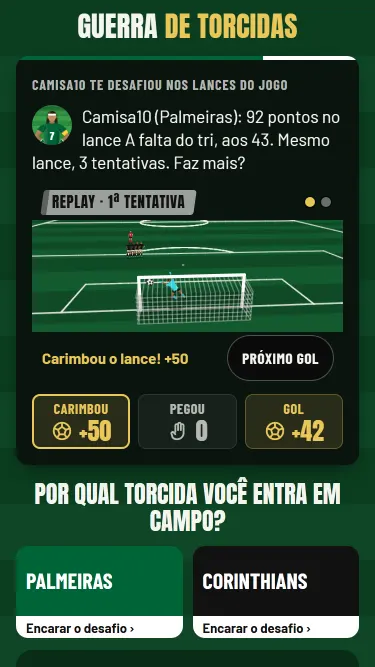 GUERRA DE TORCIDAS
CAMISA10 TE DESAFIOU NOS LANCES DO JOGO
Camisa10 (Palmeiras): 92 pontos no
lance A falta do tri, aos 43. Mesmo
lance, 3 tentativas. Faz mais?
7
REPLAY · 1ª TENTATIVA
Carimbou o lance! +50
PRÓXIMO GOL
CARIMBOU
+50
PEGOU
0
GOL
+42
POR QUAL TORCIDA VOCÊ ENTRA EM
CAMPO?
PALMEIRAS
Encarar o desafio ›
CORINTHIANS
Encarar o desafio ›